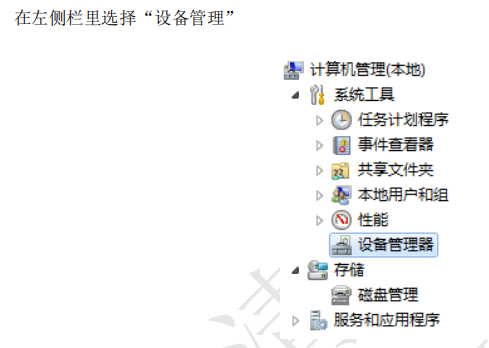 在左侧栏里选择“设备管理”
计算机管理(本地)
系统工具
任务计划程序
事件查看器
共享文件夹
本地用户和组
性能
设备管理器
存储
磁盘管理
服务和应用程序